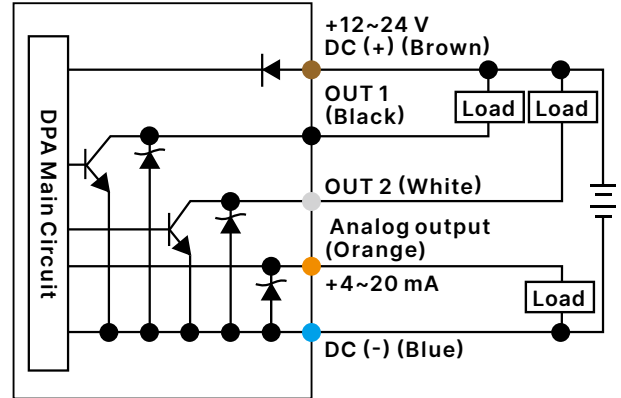 +12~24 V
DC (+) (Brown)
OUT 1
(Black)
Load
Load
DPA Main Circuit
OUT 2 (White)
Analog output
(Orange)
+4~20 mA
Load
DC (-) (Blue)